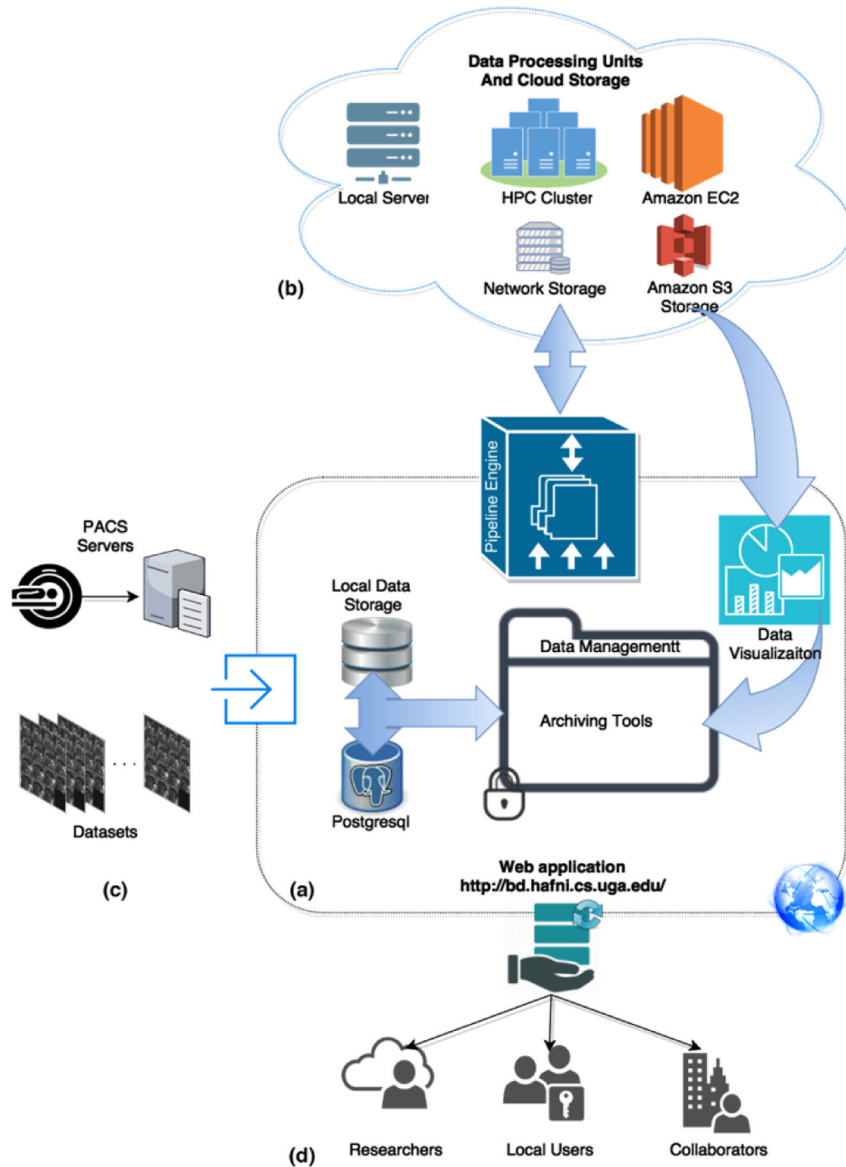 Data Processing Units
And Cloud Storage
Local Server
HPC Cluster
Amazon EC2
Network Storage
Amazon S3
Storage
(b)
Pipeline Engine
PACS
Servers
Local Data
Storage
Data Managementt
Archiving Tools
Data
Visualizaiton
Postgresql
Datasets
. . .
(c)
(a)
Web application
http://bd.hafni.cs.uga.edu/
Researchers
Local Users
Collaborators
(d)